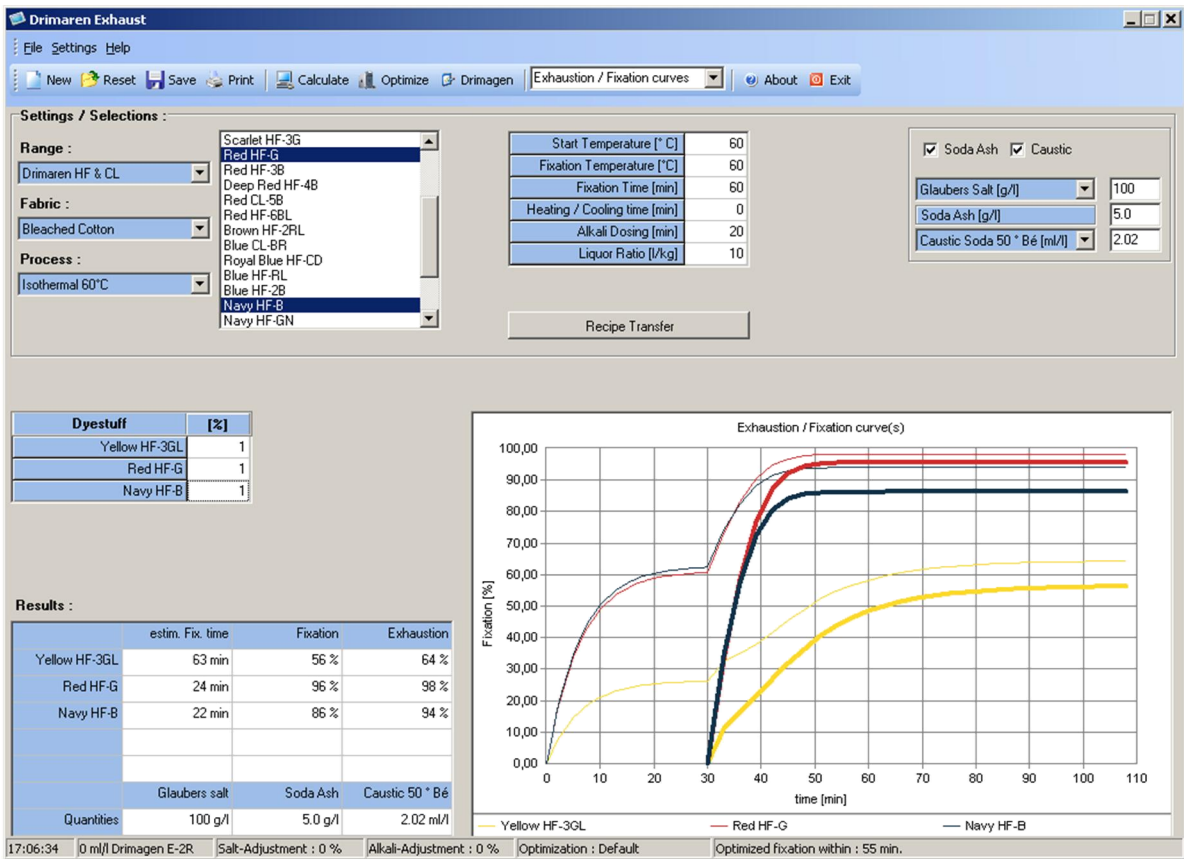 Drimaren Exhaust
File Settings Help
New Reset Save Print Calculate Optimize Drimagen Exhaustion / Fixation curves About Exit
Settings / Selections :
Range :
Drimaren HF & CL
Fabric :
Bleached Cotton
Process :
Isothermal 60°C
Scarlet HF-3G
Red HF-G
Red HF-3B
Deep Red HF-4B
Red CL-5B
Red HF-6BL
Brown HF-2RL
Blue CL-BR
Royal Blue HF-CD
Blue HF-RL
Blue HF-2B
Navy HF-B
Navy HF-GN
Start Temperature [° C] 60
Fixation Temperature [°C] 60
Fixation Time [min] 60
Heating / Cooling time [min] 0
Alkali Dosing [min] 20
Liquor Ratio [l/kg] 10
Recipe Transfer
Soda Ash Caustic
Glaubers Salt [g/l] 100
Soda Ash [g/l] 5.0
Caustic Soda 50 ° Bé [ml/l] 2.02
Dyestuff [%]
Yellow HF-3GL 1
Red HF-G 1
Navy HF-B 1
Results :
estim. Fix. time Fixation Exhaustion
Yellow HF-3GL 63 min 56 % 64 %
Red HF-G 24 min 96 % 98 %
Navy HF-B 22 min 86 % 94 %
Glaubers salt Soda Ash Caustic 50 ° Bé
Quantities 100 g/l 5.0 g/l 2.02 ml/l
Exhaustion / Fixation curve(s)
100,00
90,00
80,00
70,00
60,00
50,00
40,00
30,00
20,00
10,00
0,00
Fixation [%]
0 10 20 30 40 50 60 70 80 90 100 110
time [min]
Yellow HF-3GL Red HF-G Navy HF-B
17:06:34 0 ml/l Drimagen E-2R Salt-Adjustment : 0 % Alkali-Adjustment : 0 % Optimization : Default Optimized fixation within : 55 min.